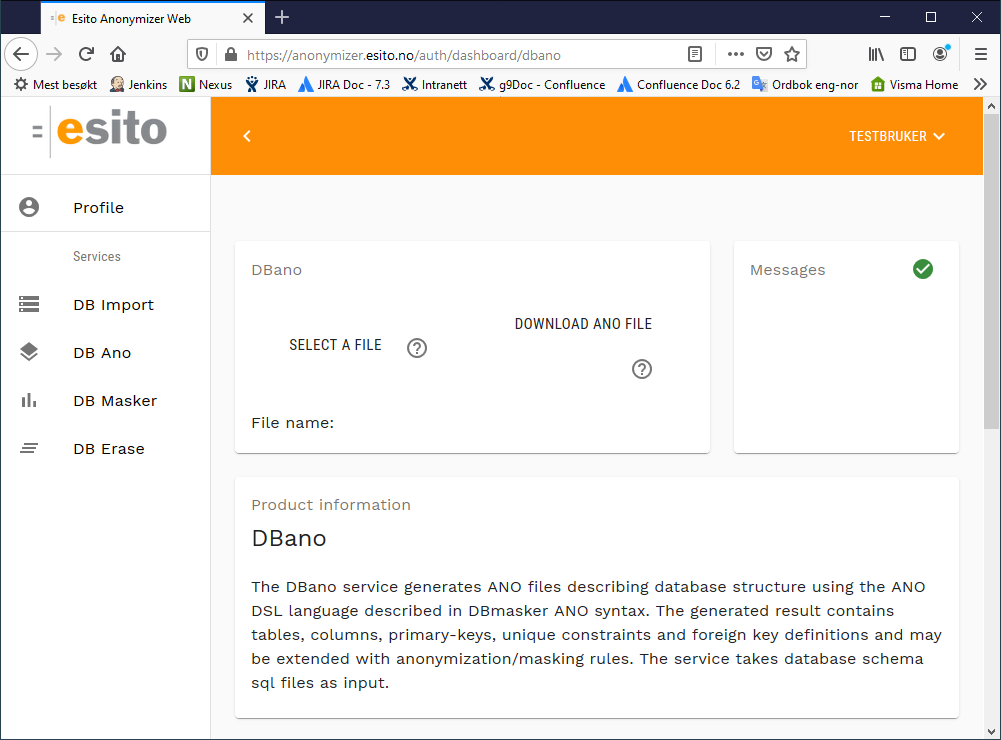 Esito Anonymizer Web
https://anonymizer.esito.no/auth/dashboard/dbano
Mest besøkt Jenkins Nexus JIRA JIRA Doc - 7.3 Intranett g9Doc - Confluence Confluence Doc 6.2 Ordbok eng-nor Visma Home
esito
TESTBRUKER
Profile
Services
DB Import
DB Ano
DB Masker
DB Erase
DBano
SELECT A FILE
DOWNLOAD ANO FILE
File name:
Messages
Product information
DBano
The DBano service generates ANO files describing database structure using the ANO
DSL language described in DBmasker ANO syntax. The generated result contains
tables, columns, primary-keys, unique constraints and foreign key definitions and may
be extended with anonymization/masking rules. The service takes database schema
sql files as input.